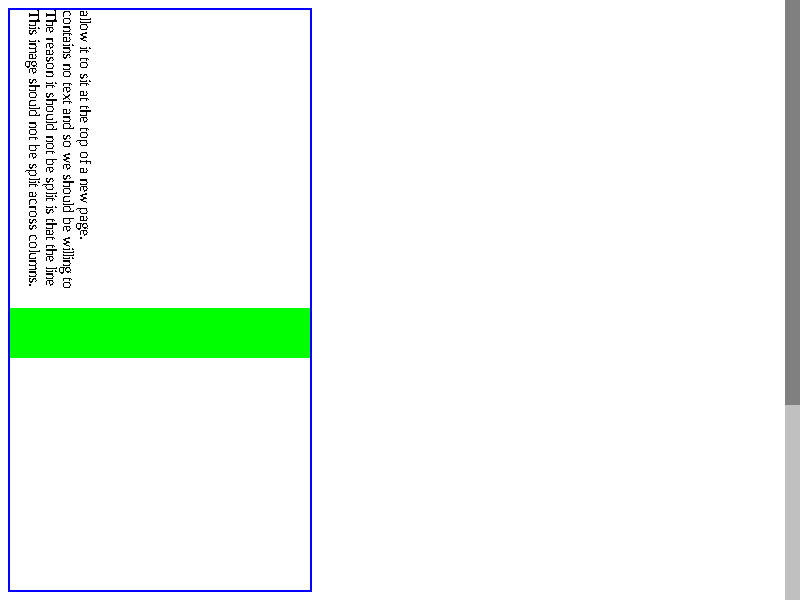 This image should not be split across columns.
The reason it should not be split is that the line
contains no text and so we should be willing to
allow it to sit at the top of a new page.